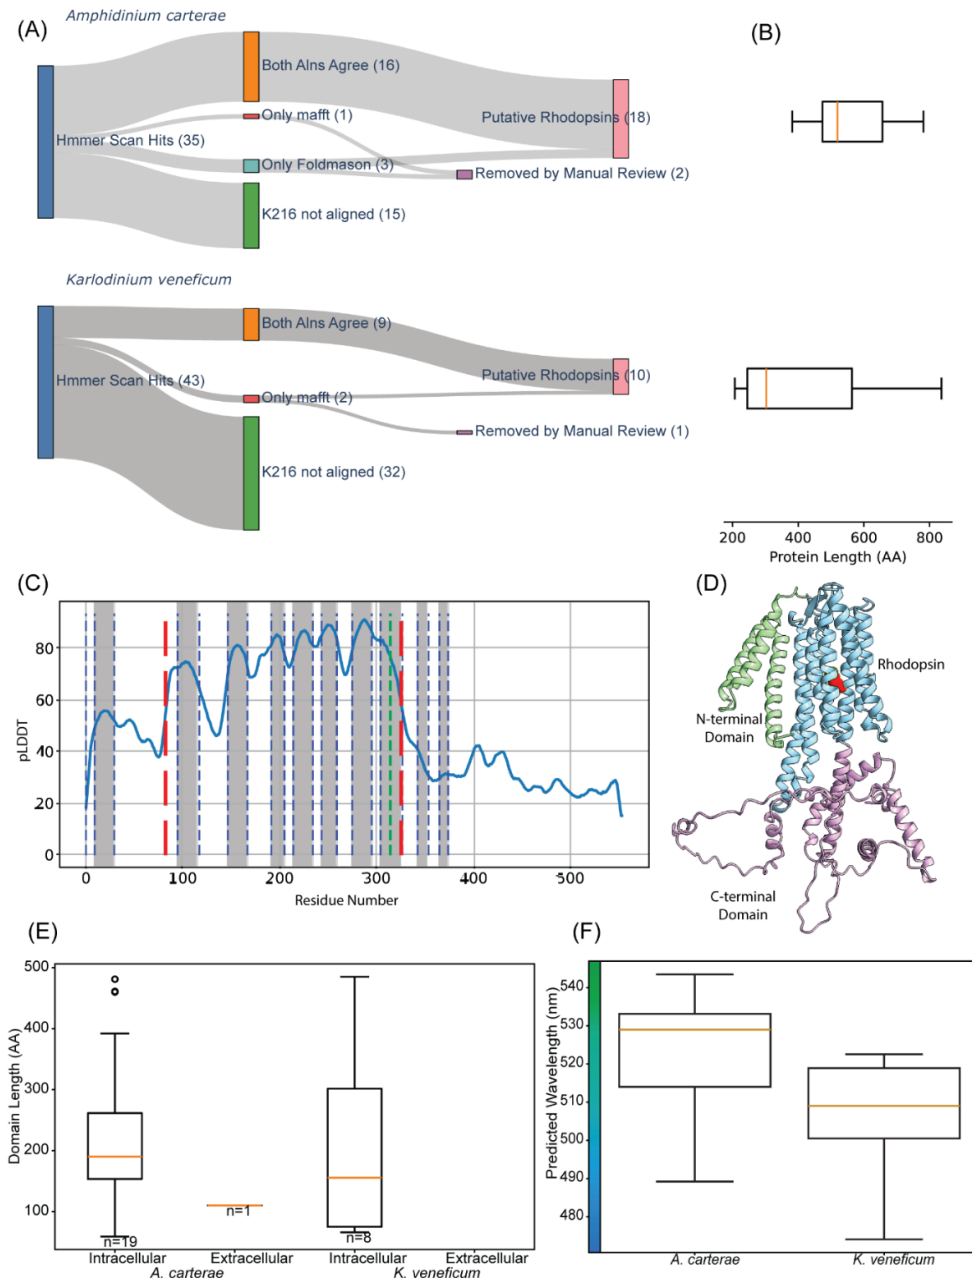 (A)
Amphidinium carterae
Both Alns Agree (16)
Only mafft (1)
Hmmer Scan Hits (35)
Only Foldmason (3)
K216 not aligned (15)
Putative Rhodopsins (18)
Removed by Manual Review (2)
Karlodinium veneficum
Both Alns Agree (9)
Hmmer Scan Hits (43)
Only mafft (2)
K216 not aligned (32)
Putative Rhodopsins (10)
Removed by Manual Review (1)
(B)
200 400 600 800
Protein Length (AA)
(C)
pLDDT
80
60
40
20
0
0 100 200 300 400 500
Residue Number
(D)
Rhodopsin
N-terminal
Domain
C-terminal
Domain
(E)
Domain Length (AA)
500
400
300
200
100
n=19
n=1
n=8
Intracellular Extracellular Intracellular Extracellular
A. carterae K. veneficum
(F)
Predicted Wavelength (nm)
540
530
520
510
500
490
480
A. carterae K. veneficum